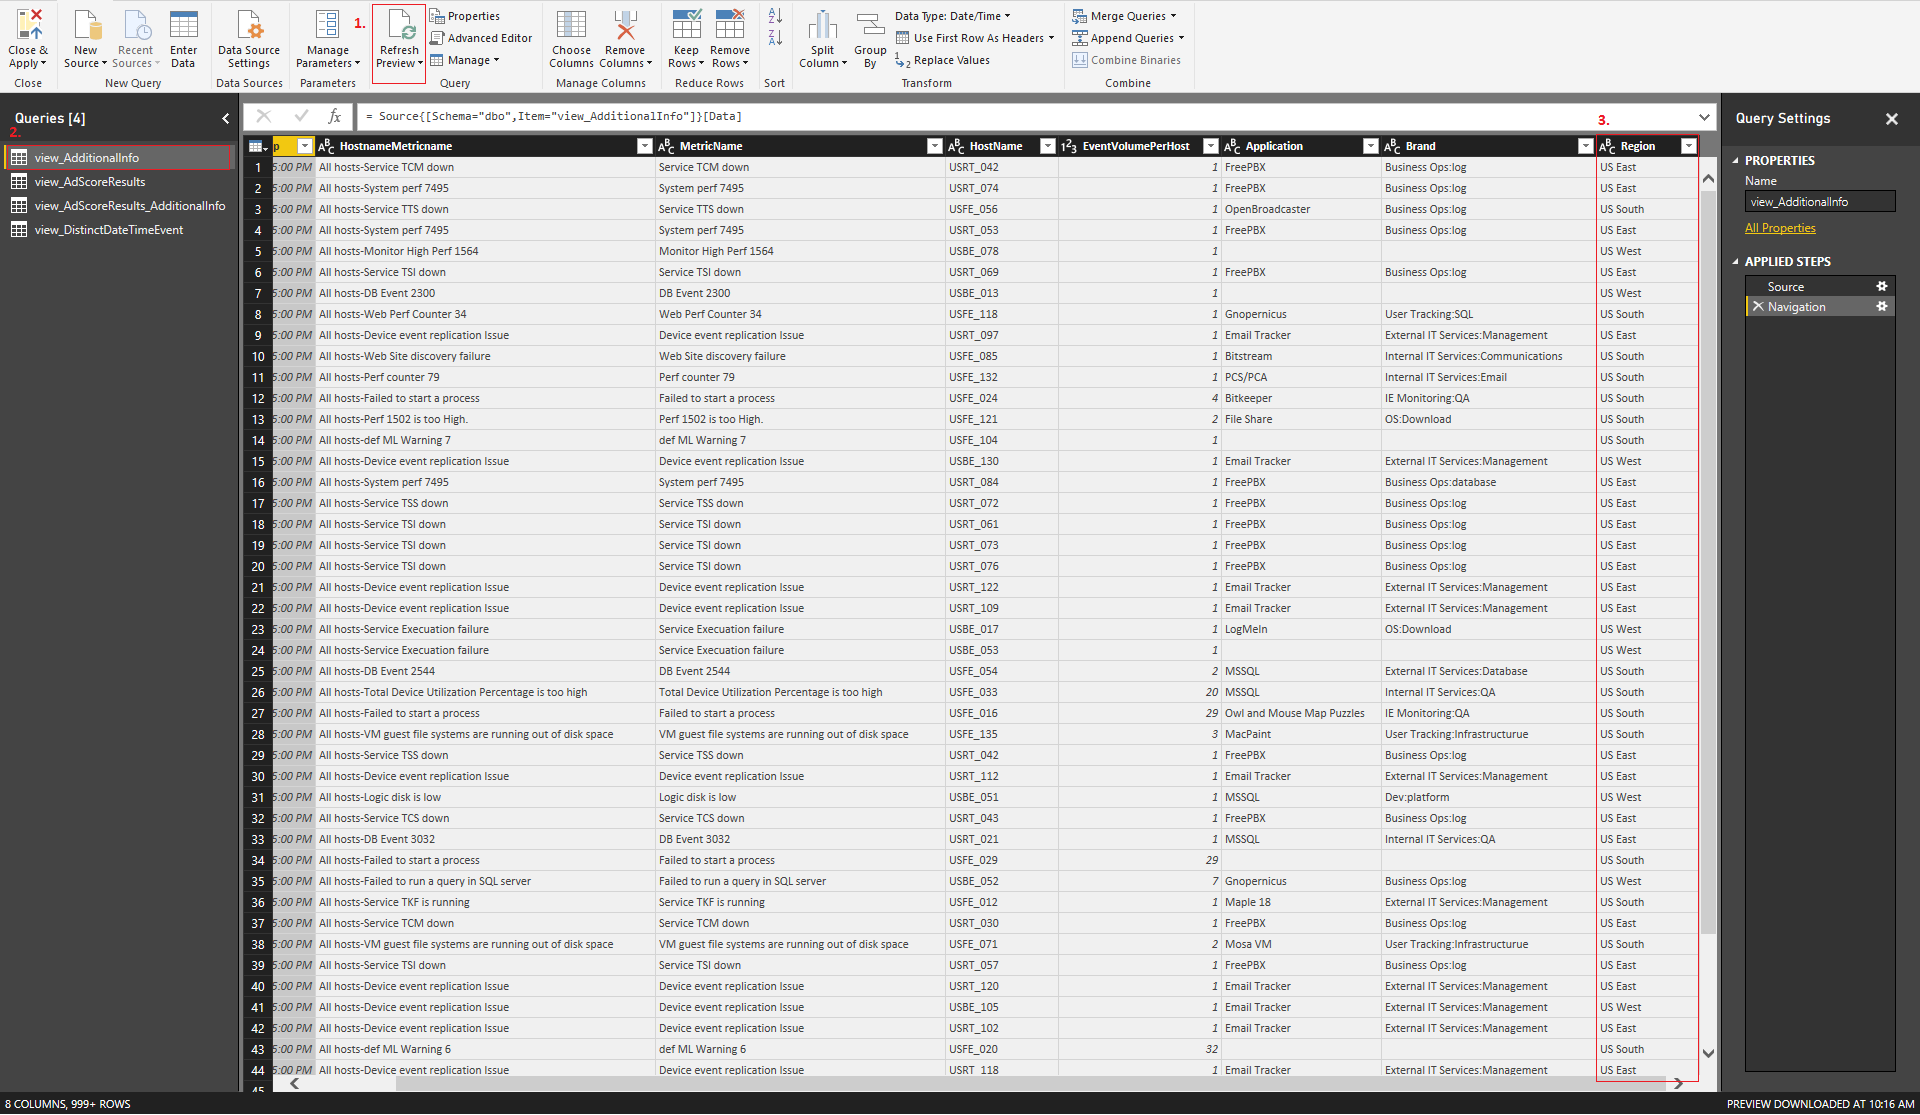 1.
Close & Apply
Close
New Source
Recent Sources
Enter Data
New Query
Data Source Settings
Data Sources
Manage Parameters
Parameters
Refresh Preview
Properties
Advanced Editor
Manage
Query
Choose Columns
Remove Columns
Manage Columns
Keep Rows
Remove Rows
Reduce Rows
Sort
Split Column
Group By
Data Type: Date/Time
Use First Row As Headers
Replace Values
Transform
Merge Queries
Append Queries
Combine Binaries
Combine
Queries [4]
2.
view_AdditionalInfo
view_AdScoreResults
view_AdScoreResults_AdditionalInfo
view_DistinctDateTimeEvent
fx = Source{[Schema="dbo",Item="view_AdditionalInfo"]}[Data]
3.
p HostnameMetricname MetricName HostName EventVolumePerHost Application Brand Region
1 5:00 PM All hosts-Service TCM down Service TCM down USRT_042 1 FreePBX Business Ops:log US East
2 5:00 PM All hosts-System perf 7495 System perf 7495 USRT_074 1 FreePBX Business Ops:log US East
3 5:00 PM All hosts-Service TTS down Service TTS down USFE_056 1 OpenBroadcaster Business Ops:log US South
4 5:00 PM All hosts-System perf 7495 System perf 7495 USRT_053 1 FreePBX Business Ops:log US East
5 5:00 PM All hosts-Monitor High Perf 1564 Monitor High Perf 1564 USBE_078 1 US West
6 5:00 PM All hosts-Service TSI down Service TSI down USRT_069 1 FreePBX Business Ops:log US East
7 5:00 PM All hosts-DB Event 2300 DB Event 2300 USBE_013 1 US West
8 5:00 PM All hosts-Web Perf Counter 34 Web Perf Counter 34 USFE_118 1 Gnopernicus User Tracking:SQL US South
9 5:00 PM All hosts-Device event replication Issue Device event replication Issue USRT_097 1 Email Tracker External IT Services:Management US East
10 5:00 PM All hosts-Web Site discovery failure Web Site discovery failure USFE_085 1 Bitstream Internal IT Services:Communications US South
11 5:00 PM All hosts-Perf counter 79 Perf counter 79 USFE_132 1 PCS/PCA Internal IT Services:Email US South
12 5:00 PM All hosts-Failed to start a process Failed to start a process USFE_024 4 Bitkeeper IE Monitoring:QA US South
13 5:00 PM All hosts-Perf 1502 is too High. Perf 1502 is too High. USFE_121 2 File Share OS:Download US South
14 5:00 PM All hosts-def ML Warning 7 def ML Warning 7 USFE_104 1 US South
15 5:00 PM All hosts-Device event replication Issue Device event replication Issue USBE_130 1 Email Tracker External IT Services:Management US West
16 5:00 PM All hosts-System perf 7495 System perf 7495 USRT_084 1 FreePBX Business Ops:database US East
17 5:00 PM All hosts-Service TSS down Service TSS down USRT_072 1 FreePBX Business Ops:log US East
18 5:00 PM All hosts-Service TSI down Service TSI down USRT_061 1 FreePBX Business Ops:log US East
19 5:00 PM All hosts-Service TSI down Service TSI down USRT_073 1 FreePBX Business Ops:log US East
20 5:00 PM All hosts-Service TSI down Service TSI down USRT_076 1 FreePBX Business Ops:log US East
21 5:00 PM All hosts-Device event replication Issue Device event replication Issue USRT_122 1 Email Tracker External IT Services:Management US East
22 5:00 PM All hosts-Device event replication Issue Device event replication Issue USRT_109 1 Email Tracker External IT Services:Management US East
23 5:00 PM All hosts-Service Execuation failure Service Execuation failure USBE_017 1 LogMeIn OS:Download US West
24 5:00 PM All hosts-Service Execuation failure Service Execuation failure USBE_053 1 US West
25 5:00 PM All hosts-DB Event 2544 DB Event 2544 USFE_054 2 MSSQL External IT Services:Database US South
26 5:00 PM All hosts-Total Device Utilization Percentage is too high Total Device Utilization Percentage is too high USFE_033 20 MSSQL Internal IT Services:QA US South
27 5:00 PM All hosts-Failed to start a process Failed to start a process USFE_016 29 Owl and Mouse Map Puzzles IE Monitoring:QA US South
28 5:00 PM All hosts-VM guest file systems are running out of disk space VM guest file systems are running out of disk space USFE_135 3 MacPaint User Tracking:Infrastructurue US South
29 5:00 PM All hosts-Service TSS down Service TSS down USRT_042 1 FreePBX Business Ops:log US East
30 5:00 PM All hosts-Device event replication Issue Device event replication Issue USRT_112 1 Email Tracker External IT Services:Management US East
31 5:00 PM All hosts-Logic disk is low Logic disk is low USBE_051 1 MSSQL Dev:platform US West
32 5:00 PM All hosts-Service TCS down Service TCS down USRT_043 1 FreePBX Business Ops:log US East
33 5:00 PM All hosts-DB Event 3032 DB Event 3032 USRT_021 1 MSSQL Internal IT Services:QA US East
34 5:00 PM All hosts-Failed to start a process Failed to start a process USFE_029 29 US South
35 5:00 PM All hosts-Failed to run a query in SQL server Failed to run a query in SQL server USBE_052 7 Gnopernicus Business Ops:log US West
36 5:00 PM All hosts-Service TKF is running Service TKF is running USFE_012 1 Maple 18 External IT Services:Management US South
37 5:00 PM All hosts-Service TCM down Service TCM down USRT_030 1 FreePBX Business Ops:log US East
38 5:00 PM All hosts-VM guest file systems are running out of disk space VM guest file systems are running out of disk space USFE_071 2 Mosa VM User Tracking:Infrastructurue US South
39 5:00 PM All hosts-Service TSI down Service TSI down USRT_057 1 FreePBX Business Ops:log US East
40 5:00 PM All hosts-Device event replication Issue Device event replication Issue USRT_120 1 Email Tracker External IT Services:Management US East
41 5:00 PM All hosts-Device event replication Issue Device event replication Issue USBE_105 1 Email Tracker External IT Services:Management US West
42 5:00 PM All hosts-Device event replication Issue Device event replication Issue USRT_102 1 Email Tracker External IT Services:Management US East
43 5:00 PM All hosts-def ML Warning 6 def ML Warning 6 USFE_020 32 US South
44 5:00 PM All hosts-Device event replication Issue Device event replication Issue USRT_118 1 Email Tracker External IT Services:Management US East
45
Query Settings
PROPERTIES
Name
view_AdditionalInfo
All Properties
APPLIED STEPS
Source
Navigation
8 COLUMNS, 999+ ROWS
PREVIEW DOWNLOADED AT 10:16 AM